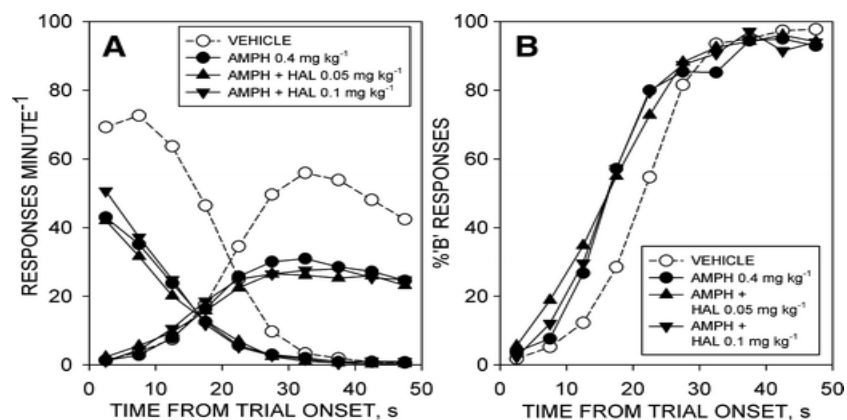 100
80
60
40
20
0
RESPONSES MINUTE-1
A
VEHICLE
AMPH 0.4 mg kg-1
AMPH + HAL 0.05 mg kg-1
AMPH + HAL 0.1 mg kg-1
0 10 20 30 40 50
TIME FROM TRIAL ONSET, s
100
80
60
40
20
0
%'B' RESPONSES
B
VEHICLE
AMPH 0.4 mg kg-1
AMPH +
HAL 0.05 mg kg-1
AMPH +
HAL 0.1 mg kg-1
0 10 20 30 40 50
TIME FROM TRIAL ONSET, s